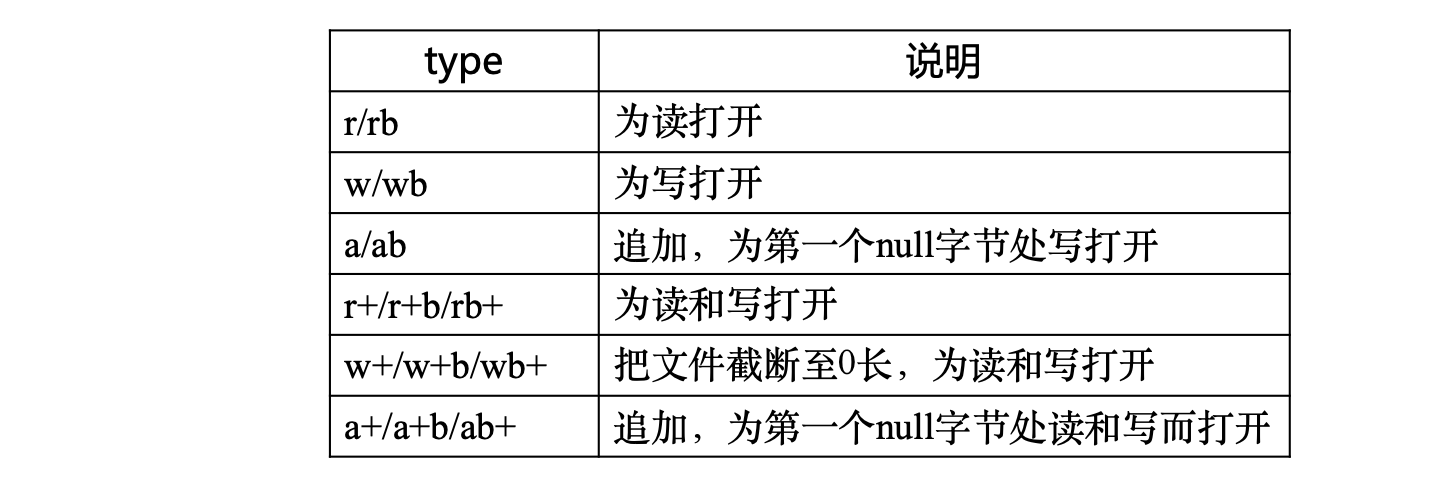 type 说明
r/rb 为读打开
w/wb 为写打开
a/ab 追加，为第一个null字节处写打开
r+/r+b/rb+ 为读和写打开
w+/w+b/wb+ 把文件截断至0长，为读和写打开
a+/a+b/ab+ 追加，为第一个null字节处读和写而打开